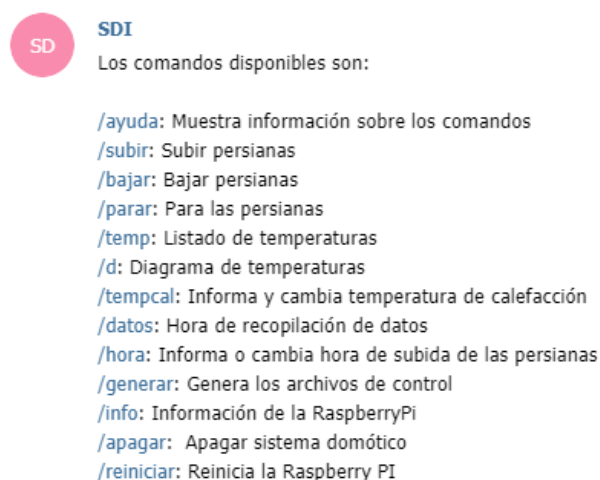 SD
SDI
Los comandos disponibles son:
/ayuda: Muestra información sobre los comandos
/subir: Subir persianas
/bajar: Bajar persianas
/parar: Para las persianas
/temp: Listado de temperaturas
/d: Diagrama de temperaturas
/tempcal: Informa y cambia temperatura de calefacción
/datos: Hora de recopilación de datos
/hora: Informa o cambia hora de subida de las persianas
/generar: Genera los archivos de control
/info: Información de la RaspberryPi
/apagar:  Apagar sistema domótico
/reiniciar: Reinicia la Raspberry PI